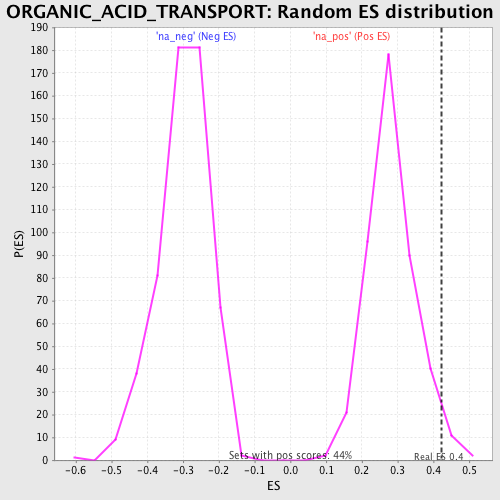 ORGANIC_ACID_TRANSPORT: Random ES distribution
'na_neg' (Neg ES) 'na_pos' (Pos ES)
190
180
170
160
150
140
130
120
110
100
90
80
70
60
50
40
30
20
10
0
P(ES)
Sets with pos scores: 44%
Real ES 0.4
-0.6 -0.5 -0.4 -0.3 -0.2 -0.1 0.0 0.1 0.2 0.3 0.4 0.5
ES